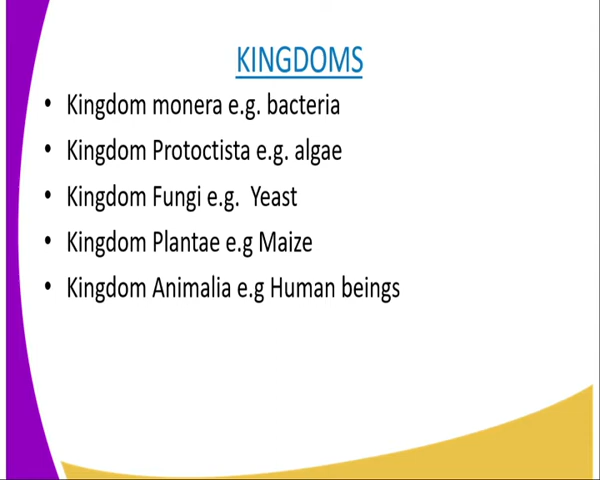 KINGDOMS
• Kingdom monera e.g. bacteria
• Kingdom Protoctista e.g. algae
• Kingdom Fungi e.g.  Yeast
• Kingdom Plantae e.g Maize
• Kingdom Animalia e.g Human beings